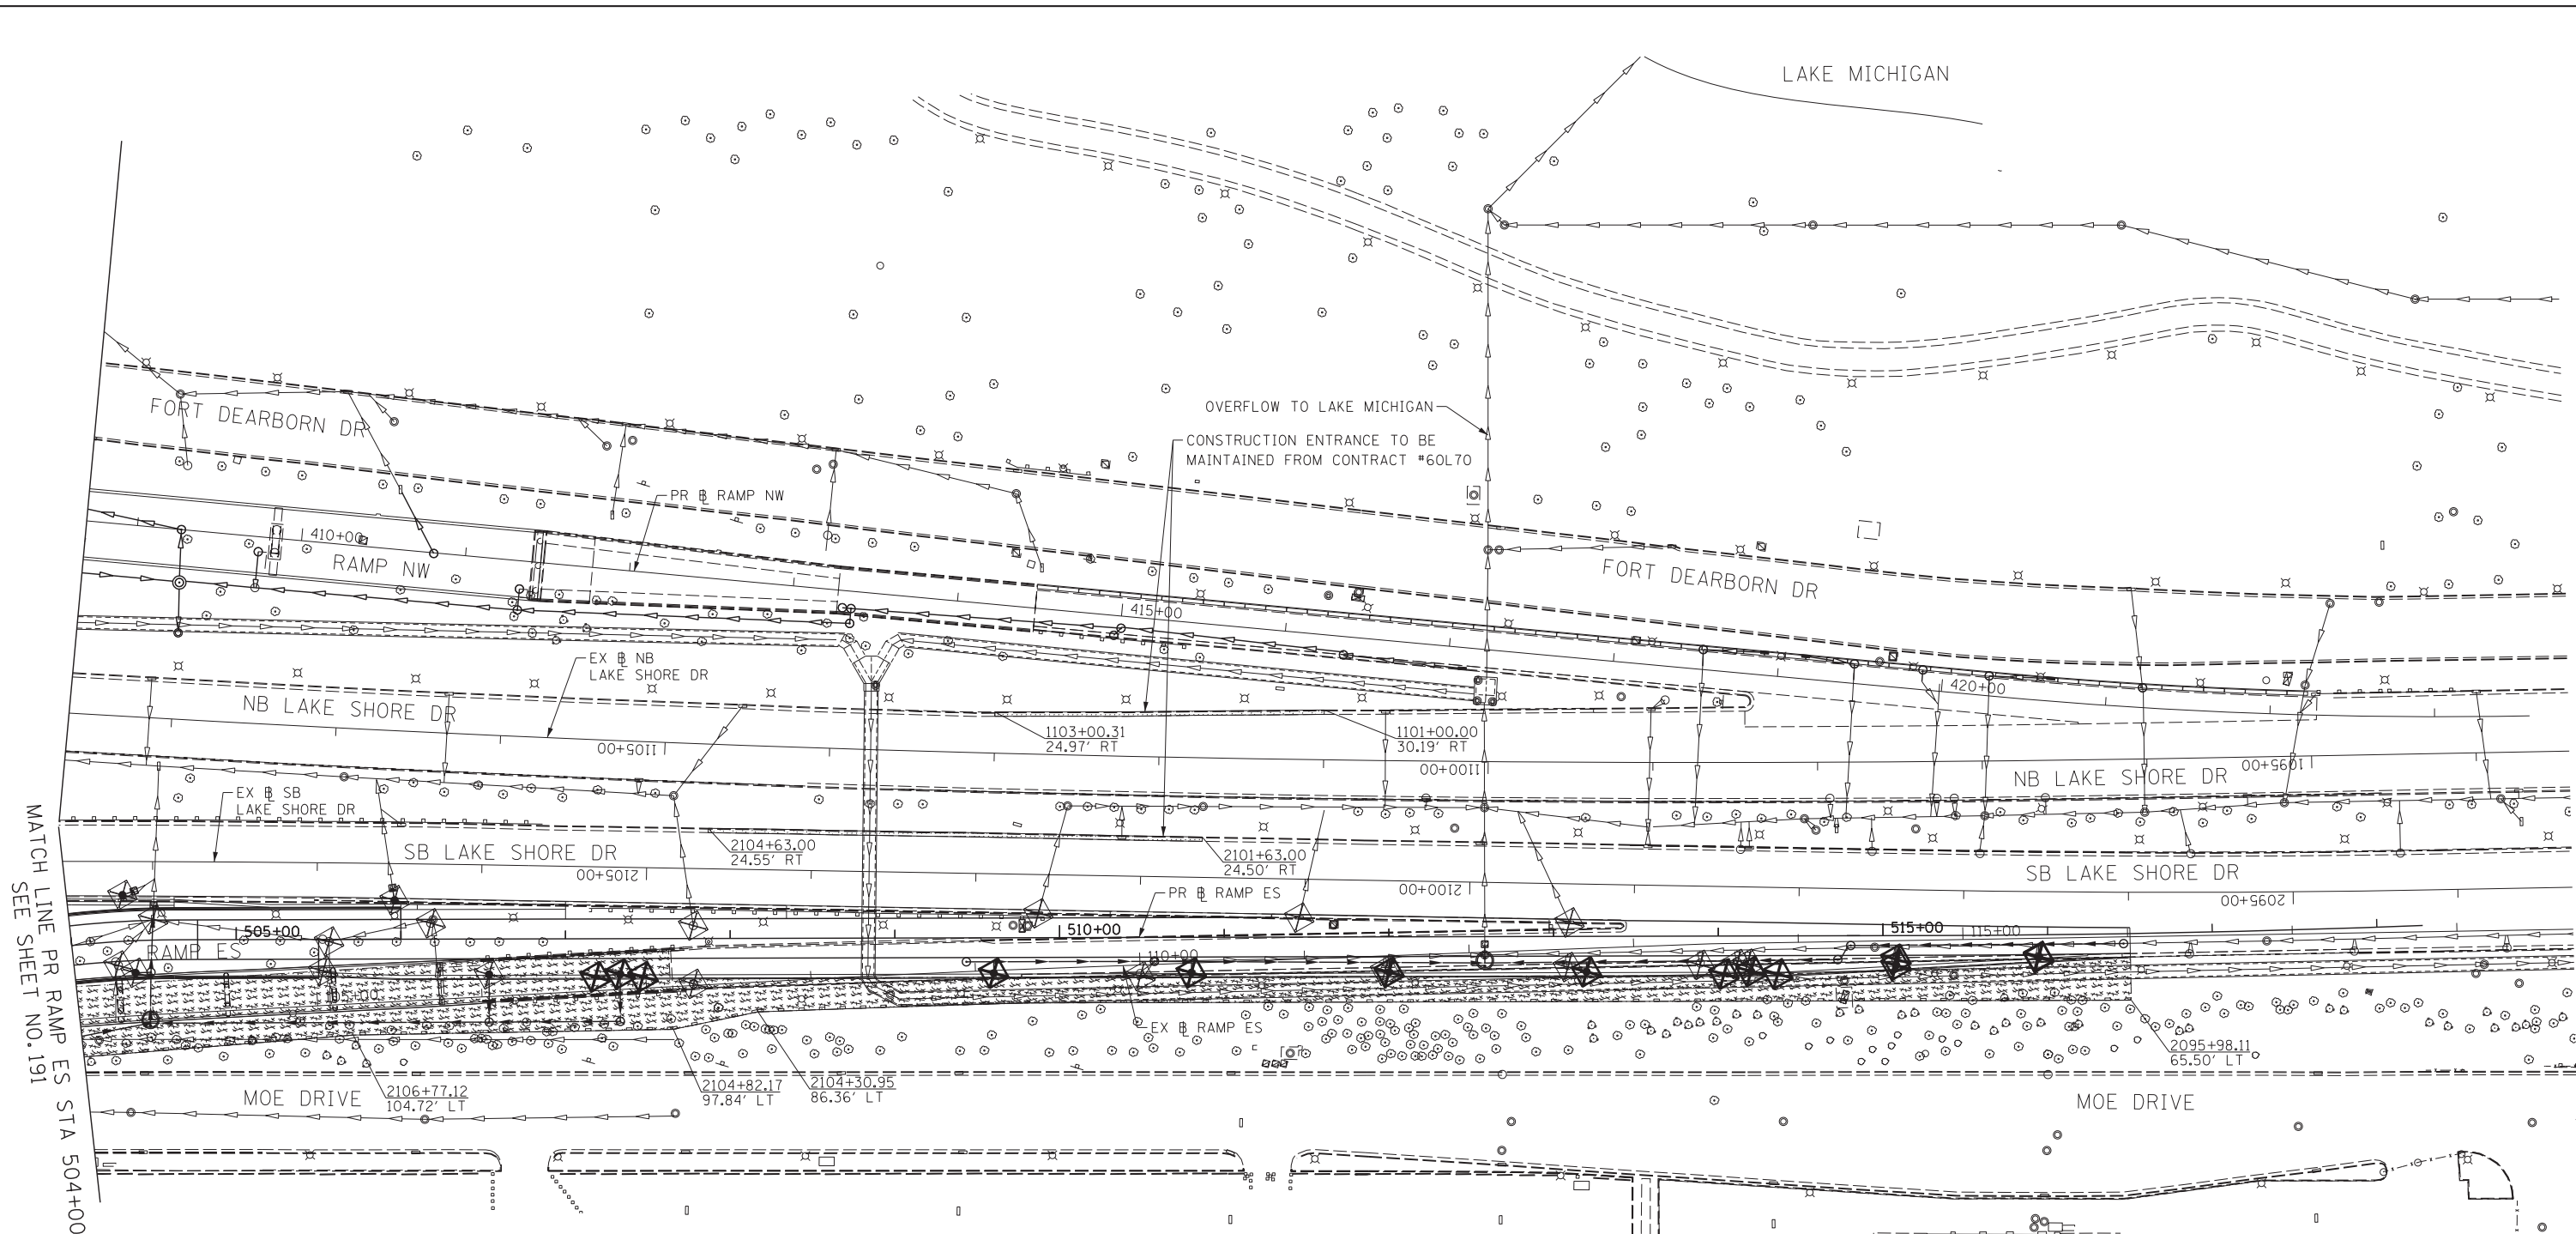 LAKE MICHIGAN
FORT DEARBORN DR
OVERFLOW TO LAKE MICHIGAN
CONSTRUCTION ENTRANCE TO BE
MAINTAINED FROM CONTRACT #60L70
PR ⅊ RAMP NW
410+00
RAMP NW
FORT DEARBORN DR
415+00
420+00
EX ⅊ NB
LAKE SHORE DR
NB LAKE SHORE DR
1105+00
1103+00.31
24.97' RT
1101+00.00
30.19' RT
1100+00
1095+00
NB LAKE SHORE DR
EX ⅊ SB
LAKE SHORE DR
SB LAKE SHORE DR
2104+63.00
24.55' RT
2101+63.00
24.50' RT
2105+00
2100+00
SB LAKE SHORE DR
2095+00
PR ⅊ RAMP ES
505+00
510+00
515+00
115+00
RAMP ES
110+00
EX ⅊ RAMP ES
2106+77.12
104.72' LT
2104+82.17
97.84' LT
2104+30.95
86.36' LT
2095+98.11
65.50' LT
MOE DRIVE
MOE DRIVE
MATCH LINE PR RAMP ES STA 504+00
SEE SHEET NO.191